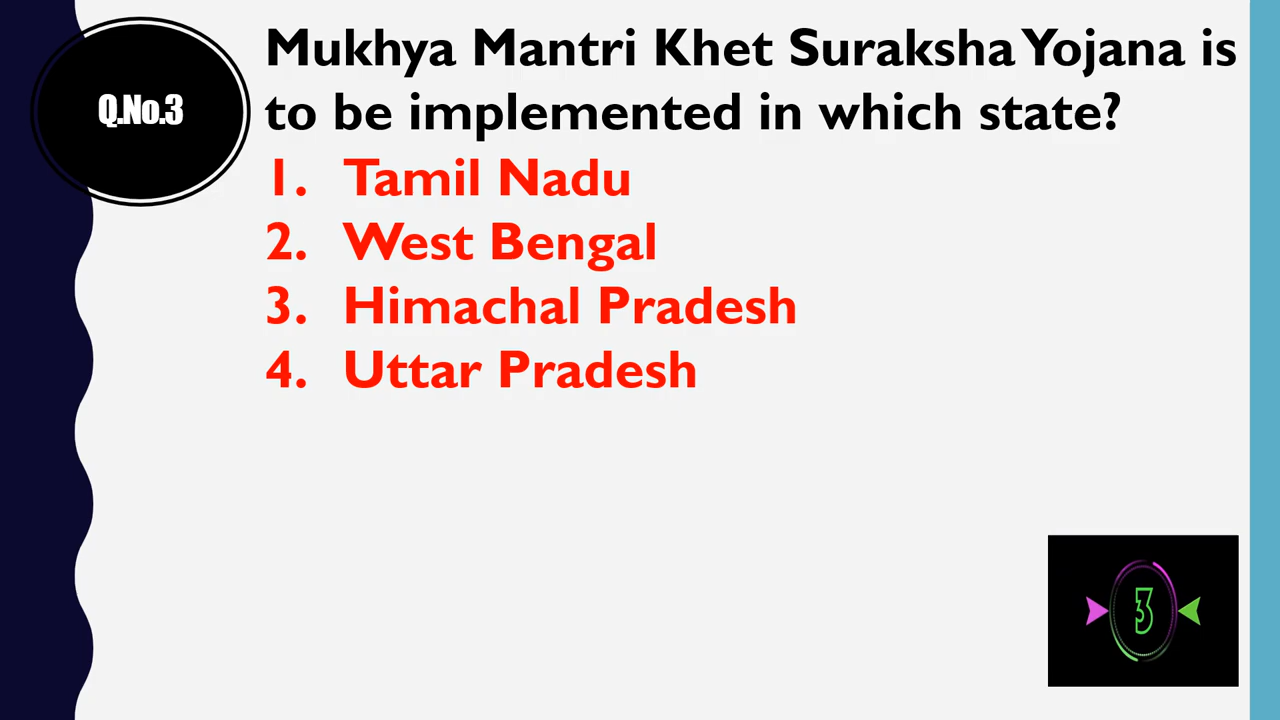 Q.No.3
Mukhya Mantri Khet Suraksha Yojana is
to be implemented in which state?
1. Tamil Nadu
2. West Bengal
3. Himachal Pradesh
4. Uttar Pradesh
3